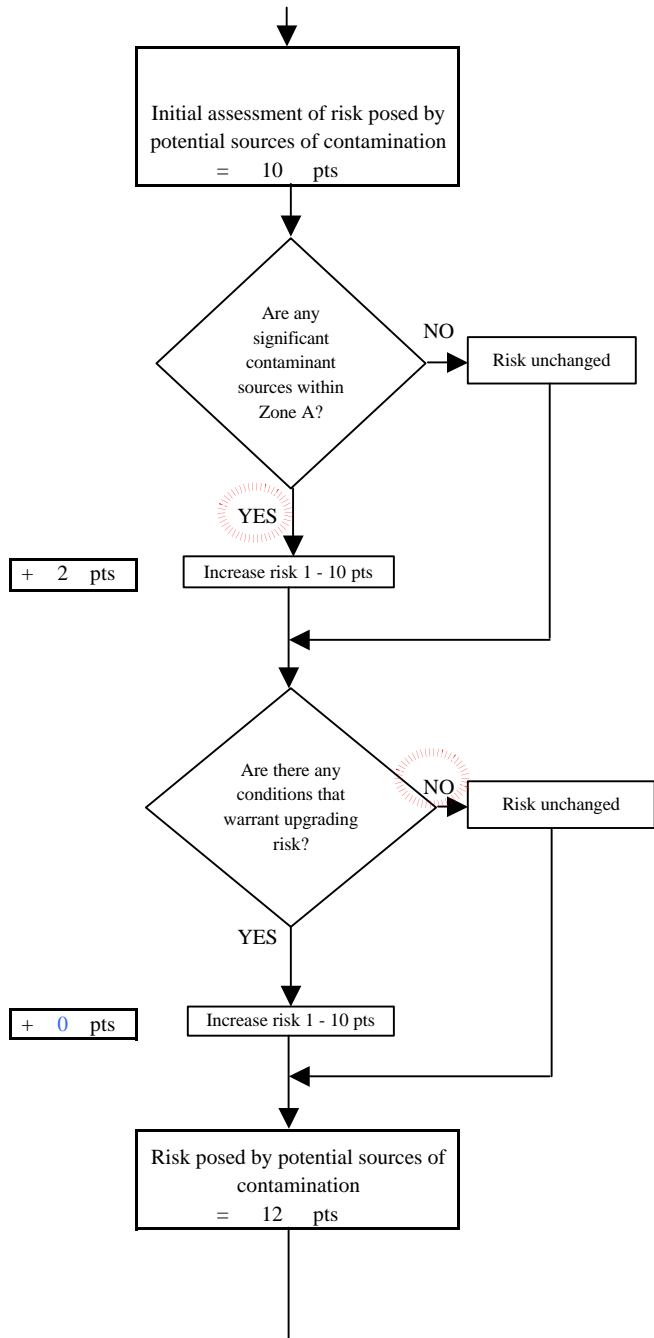 Initial assessment of risk posed by
potential sources of contamination
= 10 pts
Are any
significant
contaminant
sources within
Zone A?
NO
Risk unchanged
YES
+ 2 pts
Increase risk 1 - 10 pts
Are there any
conditions that
warrant upgrading
risk?
NO
Risk unchanged
YES
+ 0 pts
Increase risk 1 - 10 pts
Risk posed by potential sources of
contamination
= 12 pts